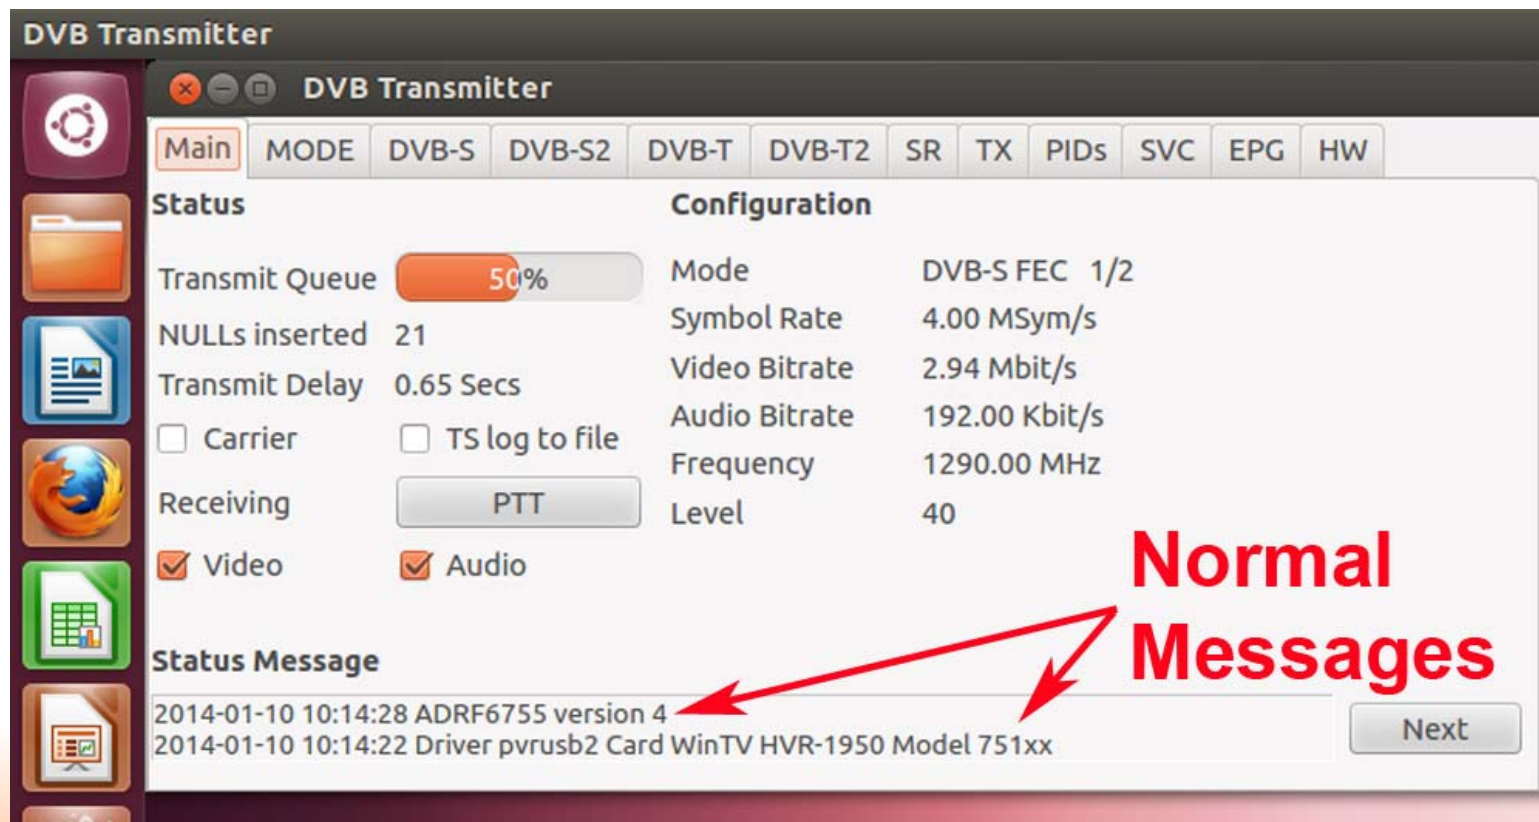 DVB Transmitter
DVB Transmitter
Main MODE DVB-S DVB-S2 DVB-T DVB-T2 SR TX PIDs SVC EPG HW
Status
Transmit Queue 50%
NULLs inserted 21
Transmit Delay 0.65 Secs
Carrier TS log to file
Receiving PTT
Video Audio
Configuration
Mode DVB-S FEC 1/2
Symbol Rate 4.00 MSym/s
Video Bitrate 2.94 Mbit/s
Audio Bitrate 192.00 Kbit/s
Frequency 1290.00 MHz
Level 40
Normal
Messages
Status Message
2014-01-10 10:14:28 ADRF6755 version 4
2014-01-10 10:14:22 Driver pvrusb2 Card WinTV HVR-1950 Model 751xx
Next